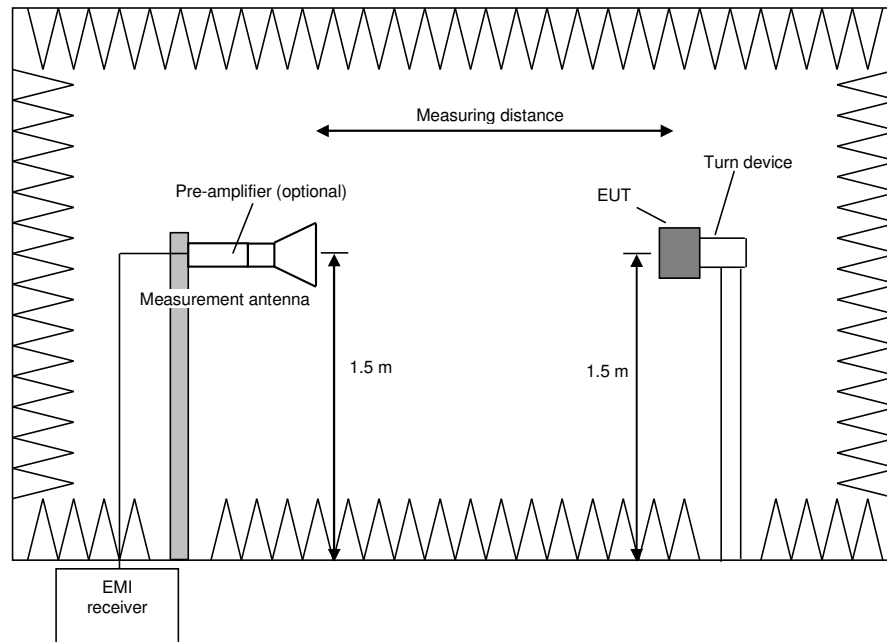 Measuring distance
Turn device
Pre-amplifier (optional)
EUT
Measurement antenna
1.5 m
1.5 m
EMI
receiver